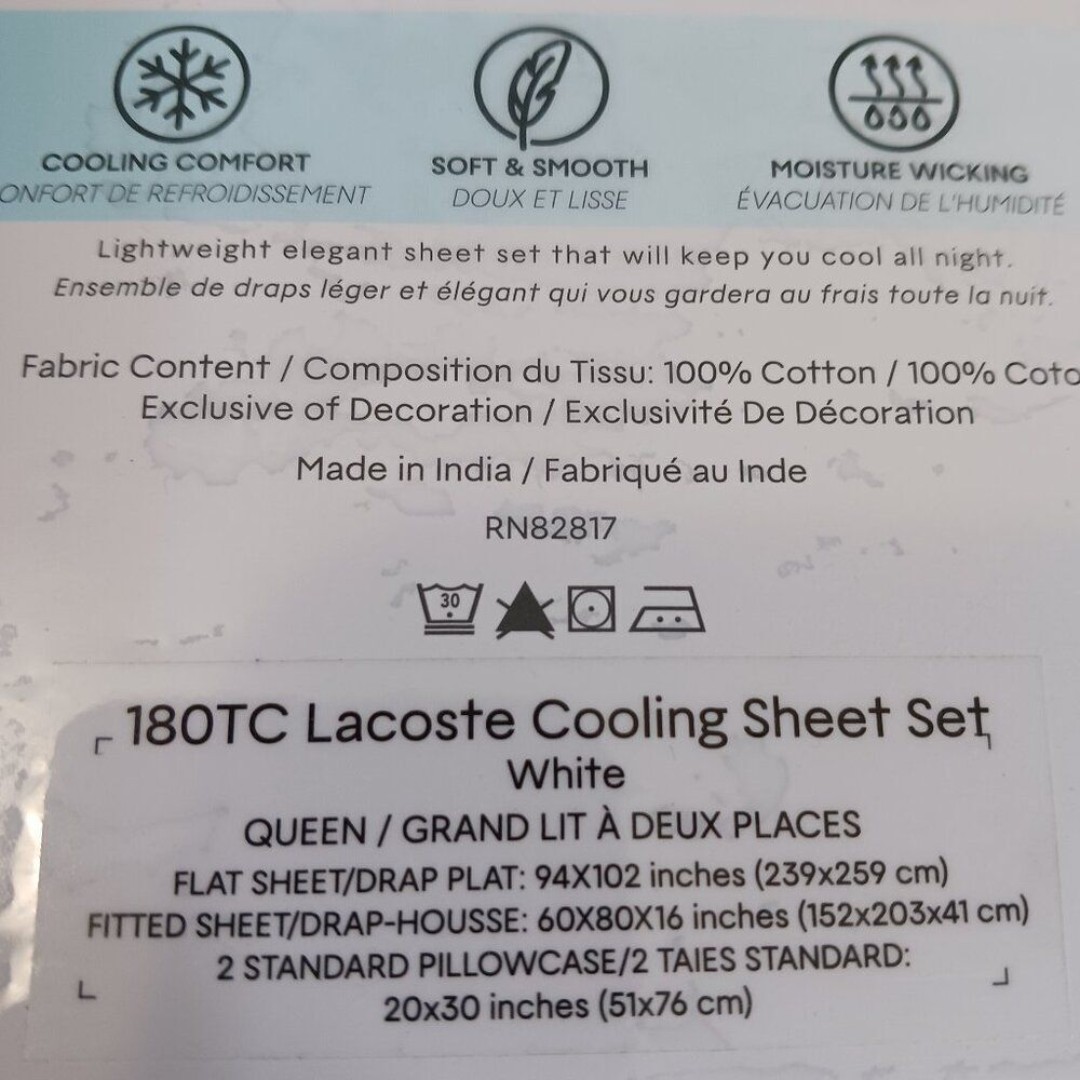 COOLING COMFORT
ONFORT DE REFROIDISSEMENT
SOFT & SMOOTH
DOUX ET LISSE
MOISTURE WICKING
ÉVACUATION DE L'HUMIDITÉ
Lightweight elegant sheet set that will keep you cool all night.
Ensemble de draps léger et élégant qui vous gardera au frais toute la nuit.
Fabric Content / Composition du Tissu: 100% Cotton / 100% Coto
Exclusive of Decoration / Exclusivité De Décoration
Made in India / Fabriqué au Inde
RN82817
30
180TC Lacoste Cooling Sheet Set
White
QUEEN / GRAND LIT À DEUX PLACES
FLAT SHEET/DRAP PLAT: 94X102 inches (239x259 cm)
FITTED SHEET/DRAP-HOUSSE: 60X80X16 inches (152x203x41 cm)
2 STANDARD PILLOWCASE/2 TAIES STANDARD:
20x30 inches (51x76 cm)